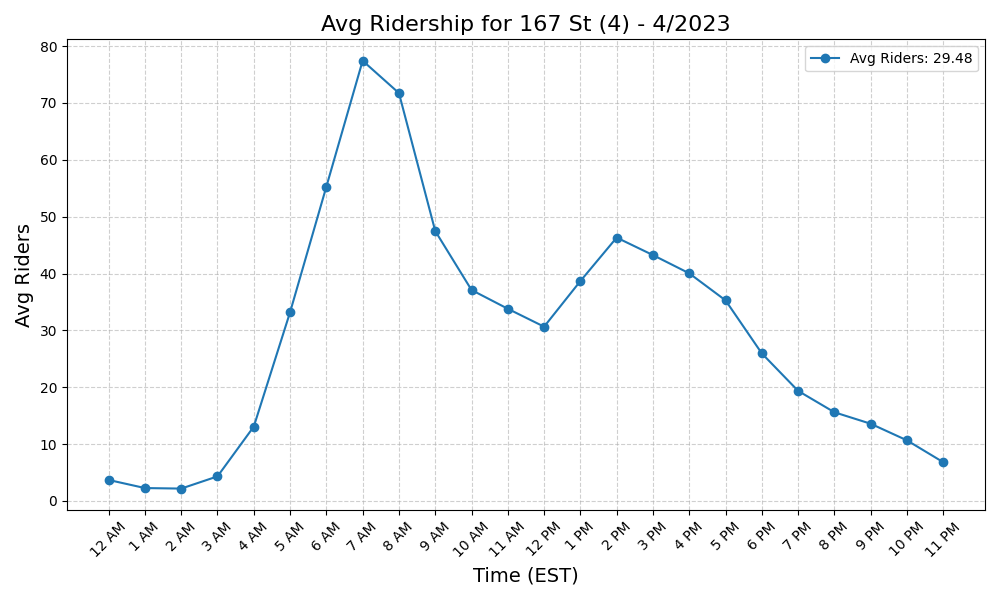 Avg Ridership for 167 St (4) - 4/2023
Avg Riders: 29.48
Avg Riders
80
70
60
50
40
30
20
10
0
12 AM
1 AM
2 AM
3 AM
4 AM
5 AM
6 AM
7 AM
8 AM
9 AM
10 AM
11 AM
12 PM
1 PM
2 PM
3 PM
4 PM
5 PM
6 PM
7 PM
8 PM
9 PM
10 PM
11 PM
Time (EST)